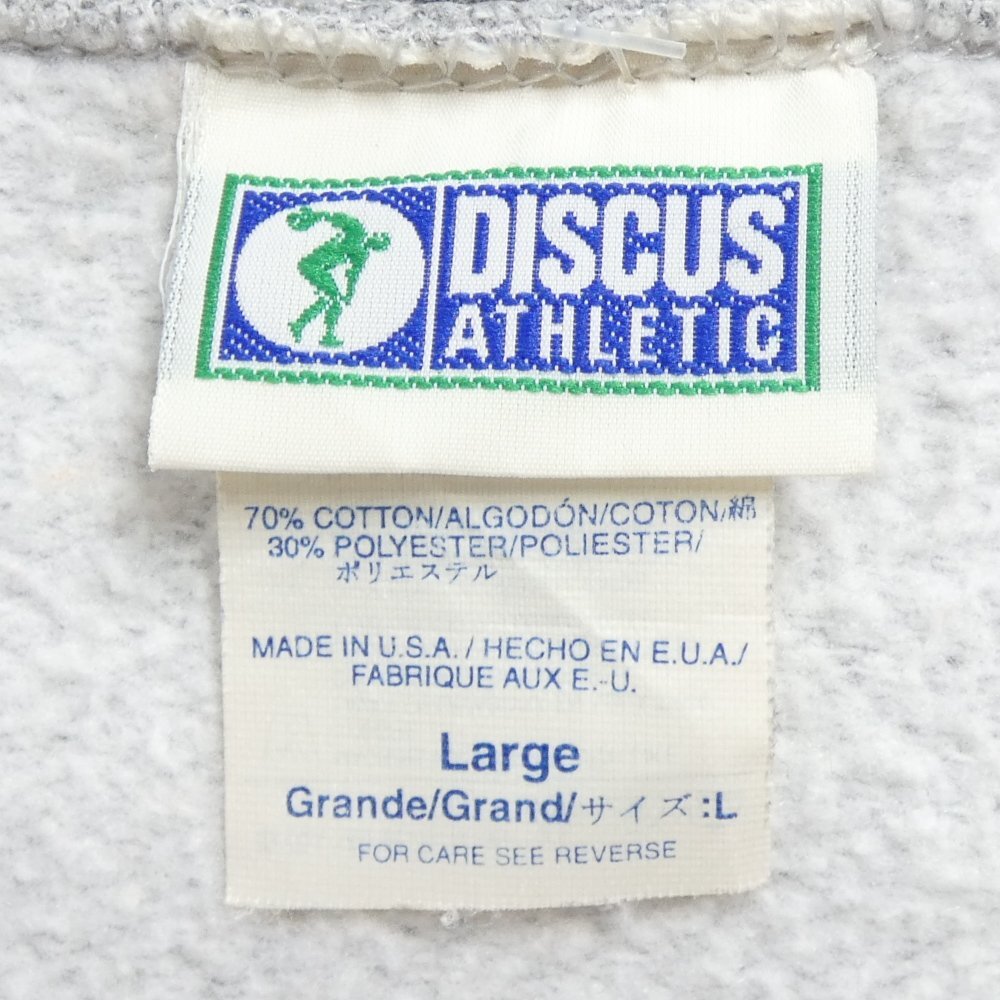 DISCUS
ATHLETIC
70% COTTON/ALGODÓN/COTON/綿
30% POLYESTER/POLIESTER/
ポリエステル
MADE IN U.S.A. / HECHO EN E.U.A./
FABRIQUE AUX E.-U.
Large
Grande/Grand/サイズ:L
FOR CARE SEE REVERSE